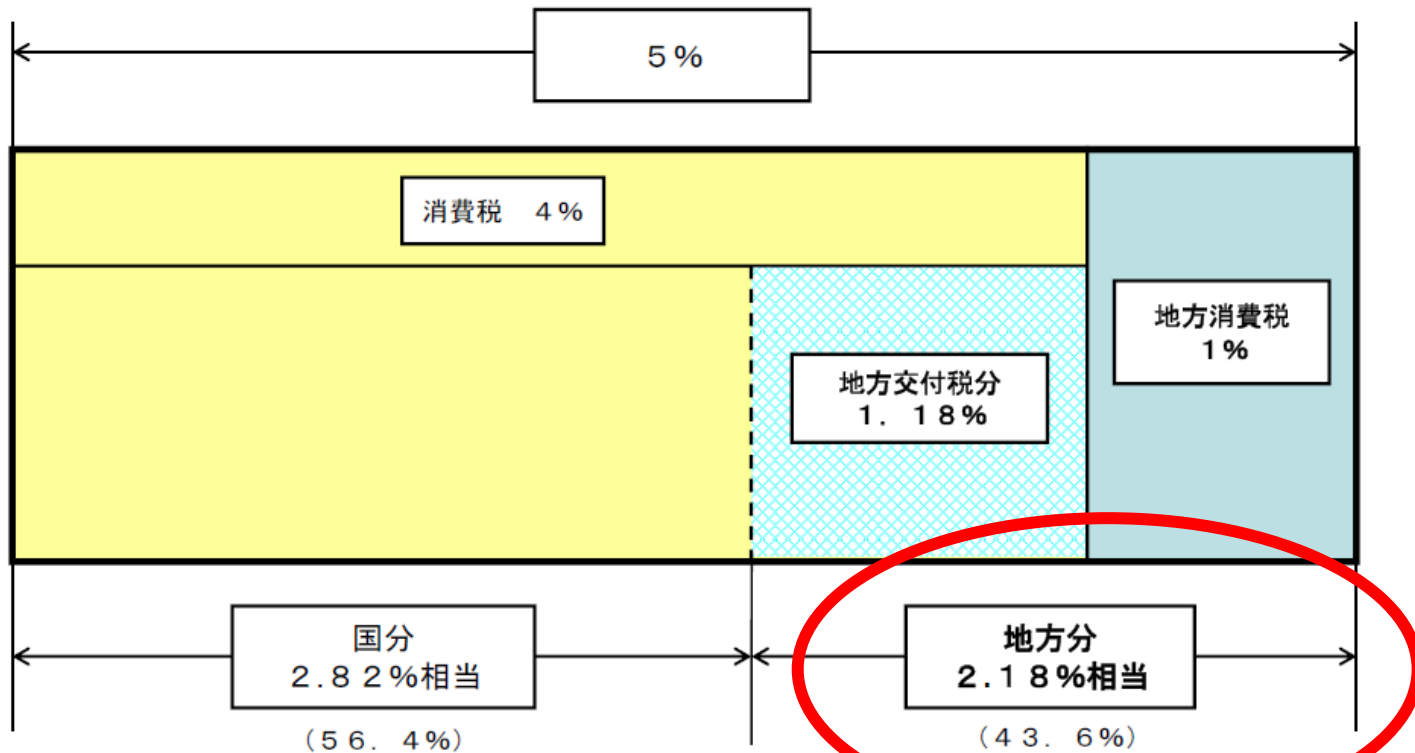 ５％
消費税　４％
地方消費税
１％
地方交付税分
１．１８％
国分
２.８２％相当
（５６．４％）
地方分
２.１８％相当
（４３．６％）